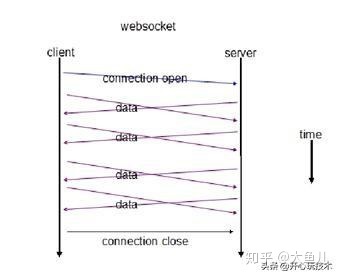 websocket
client
server
connection open
data
data
time
data
data
connection close
知乎 @大鱼儿
头条 @开心玩技术